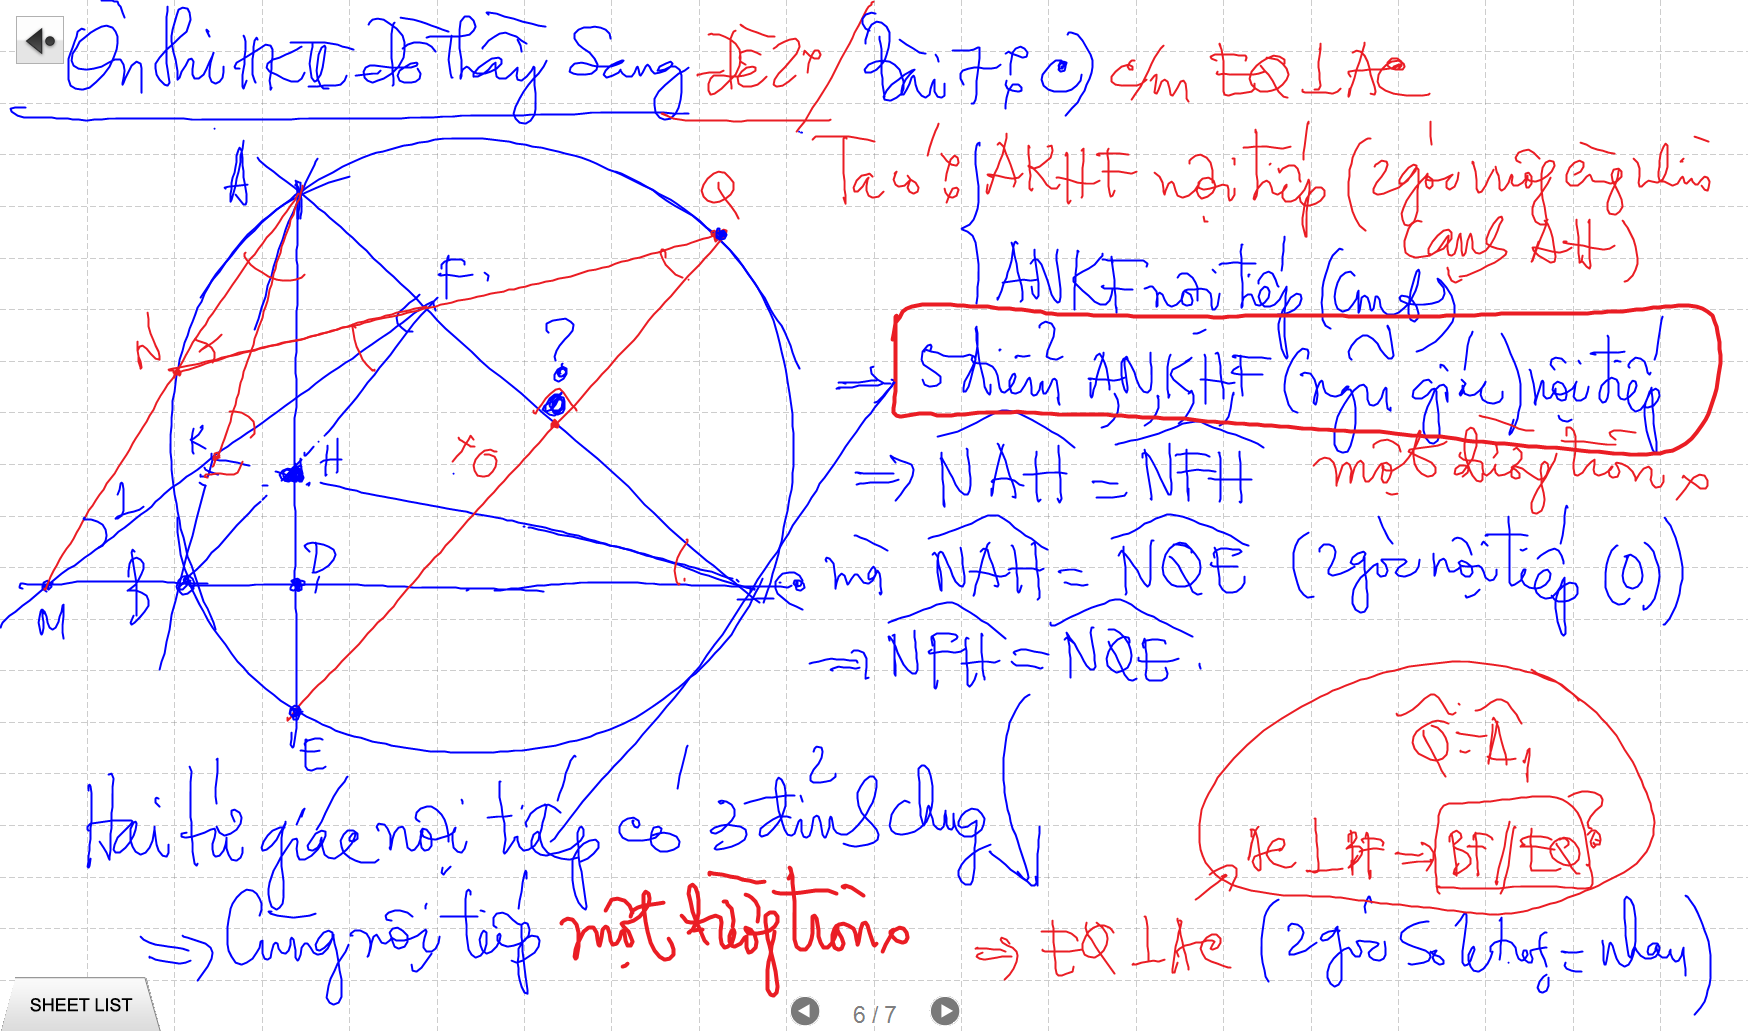 Ôn thi HKII đề Thầy Sang đề 2/ Bài 7: c) c/m EQ ⊥ AC
Ta có: AKHF nội tiếp (2 góc vuông cùng nhìn
cạnh AH)
ANKF nội tiếp (cmt)
⇒ 5 điểm A,N,K,H,F (ngũ giác) nội tiếp
một đường tròn.
⇒ NAH = NFH
mà NAH = NQE (2 góc nội tiếp (O))
⇒ NFH = NQE.
A
Q
F
N
?
K
H
O
1
D
B
C
M
E
Q = A1
AC ⊥ BF ⇒ BF // EQ?
Hai tứ giác nội tiếp có 3 đỉnh chung
⇒ Cùng nội tiếp một đường tròn.
⇒ EQ ⊥ AC (2 góc So le trong = nhau)
SHEET LIST
6 / 7